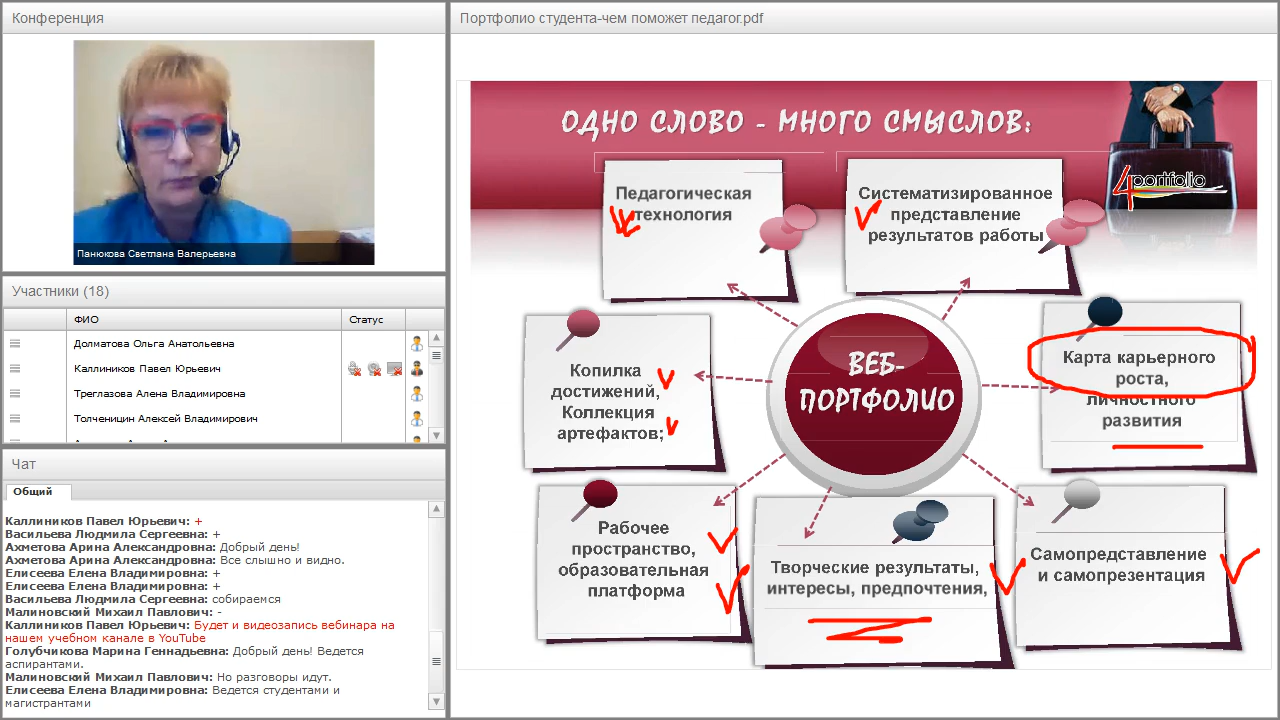 Конференция
Панюкова Светлана Валерьевна
Участники (18)
ФИО
Статус
Долматова Ольга Анатольевна
Каллиников Павел Юрьевич
Треглазова Алена Владимировна
Толченицин Алексей Владимирович
Чат
Общий
Каллиников Павел Юрьевич: +
Васильева Людмила Сергеевна: +
Ахметова Арина Александровна: Добрый день!
Ахметова Арина Александровна: Все слышно и видно.
Елисеева Елена Владимировна: +
Елисеева Елена Владимировна: +
Васильева Людмила Сергеевна: собираемся
Малиновский Михаил Павлович: -
Каллиников Павел Юрьевич: Будет и видеозапись вебинара на
нашем учебном канале в YouTube
Голубчикова Марина Геннадьевна: Добрый день! Ведется
аспирантами.
Малиновский Михаил Павлович: Но разговоры идут.
Елисеева Елена Владимировна: Ведется студентами и
магистрантами
Портфолио студента-чем поможет педагог.pdf
ОДНО СЛОВО - МНОГО СМЫСЛОВ:
4portfolio
Педагогическая
технология
Систематизированное
представление
результатов работы
Копилка
достижений,
Коллекция
артефактов;
ВЕБ-
ПОРТФОЛИО
Карта карьерного
роста,
личностного
развития
Рабочее
пространство,
образовательная
платформа
Творческие результаты,
интересы, предпочтения,
Самопредставление
и самопрезентация